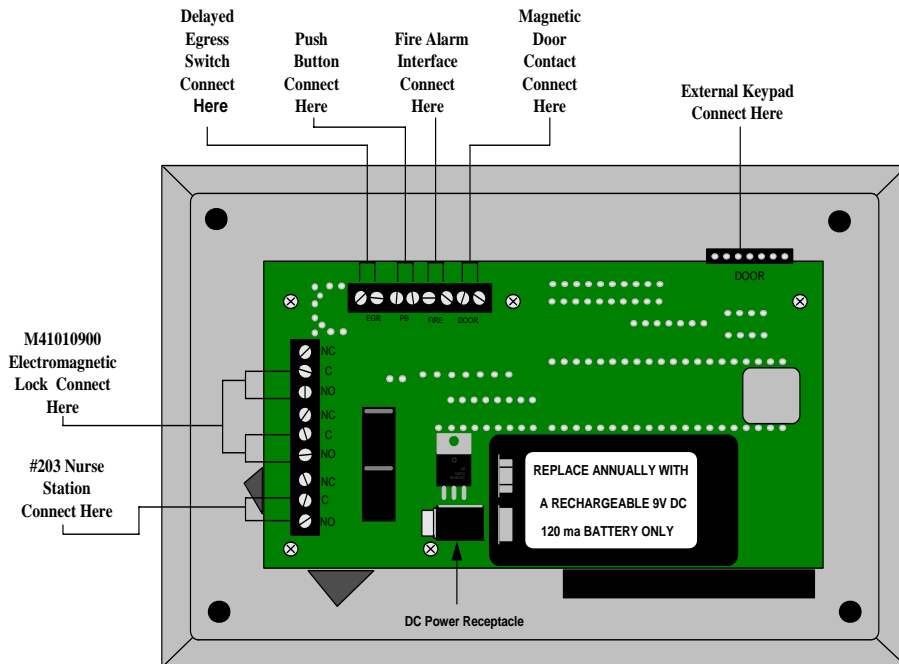 Delayed
Egress
Switch
Connect
Here
Push
Button
Connect
Here
Fire Alarm
Interface
Connect
Here
Magnetic
Door
Contact
Connect
Here
External Keypad
Connect Here
DOOR
EGR PB FIRE DOOR
M41010900
Electromagnetic
Lock Connect
Here
#203 Nurse
Station
Connect Here
NC
C
NO
NC
C
NO
NC
C
NO
REPLACE ANNUALLY WITH
A RECHARGEABLE 9V DC
120 ma BATTERY ONLY
DC Power Receptacle